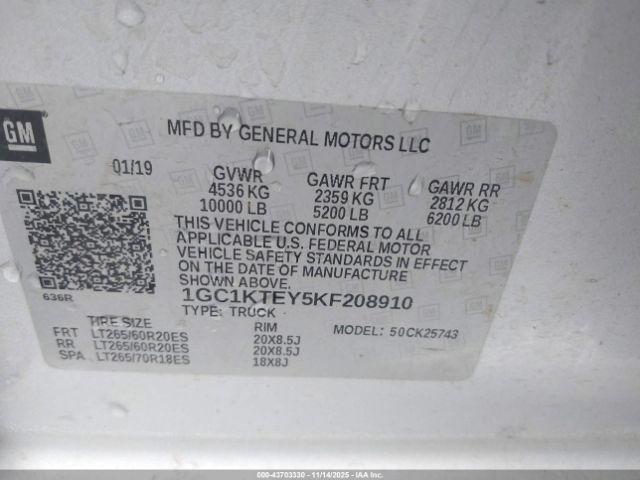 GM
MFD BY GENERAL MOTORS LLC
01/19
GVWR GAWR FRT GAWR RR
4536 KG 2359 KG 2812 KG
10000 LB 5200 LB 6200 LB
THIS VEHICLE CONFORMS TO ALL
APPLICABLE U.S. FEDERAL MOTOR
VEHICLE SAFETY STANDARDS IN EFFECT
ON THE DATE OF MANUFACTURE
SHOWN ABOVE.
636R
1GC1KTEY5KF208910
TYPE: TRUCK
MODEL: 50CK25743
TIRE SIZE RIM
FRT LT265/60R20ES 20X8.5J
RR LT265/60R20ES 20X8.5J
SPA LT265/70R18ES 18X8J
000-43703330 - 11/14/2025 - IAA Corp.